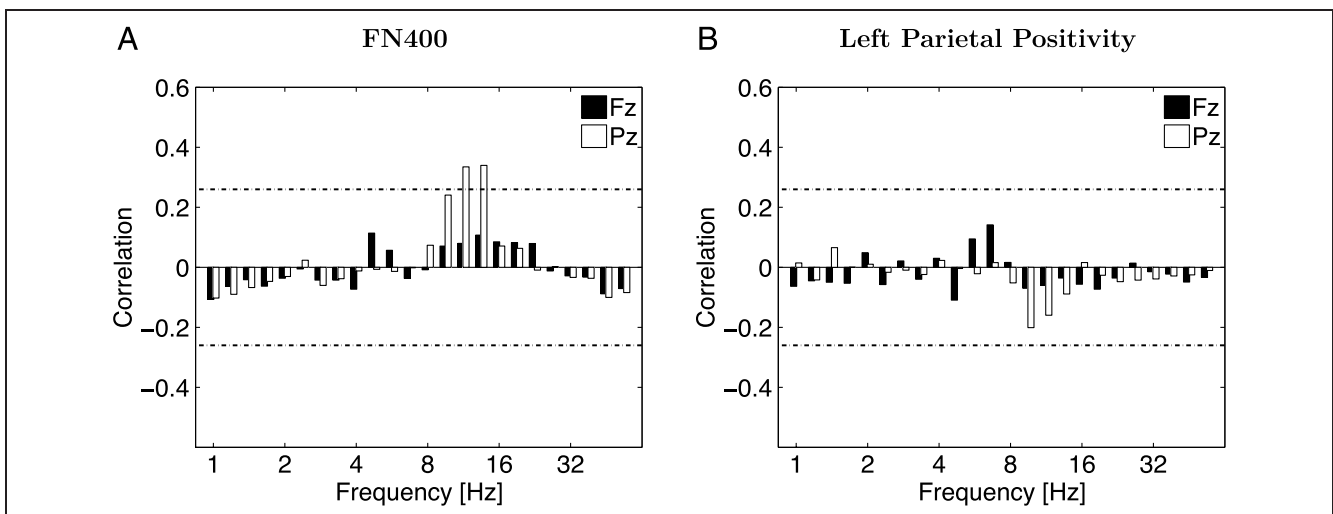 A
FN400
0.6
0.4
0.2
0
−0.2
−0.4
Correlation
Fz
Pz
1 2 4 8 16 32
Frequency [Hz]
B
Left Parietal Positivity
0.6
0.4
0.2
0
−0.2
−0.4
Correlation
Fz
Pz
1 2 4 8 16 32
Frequency [Hz]